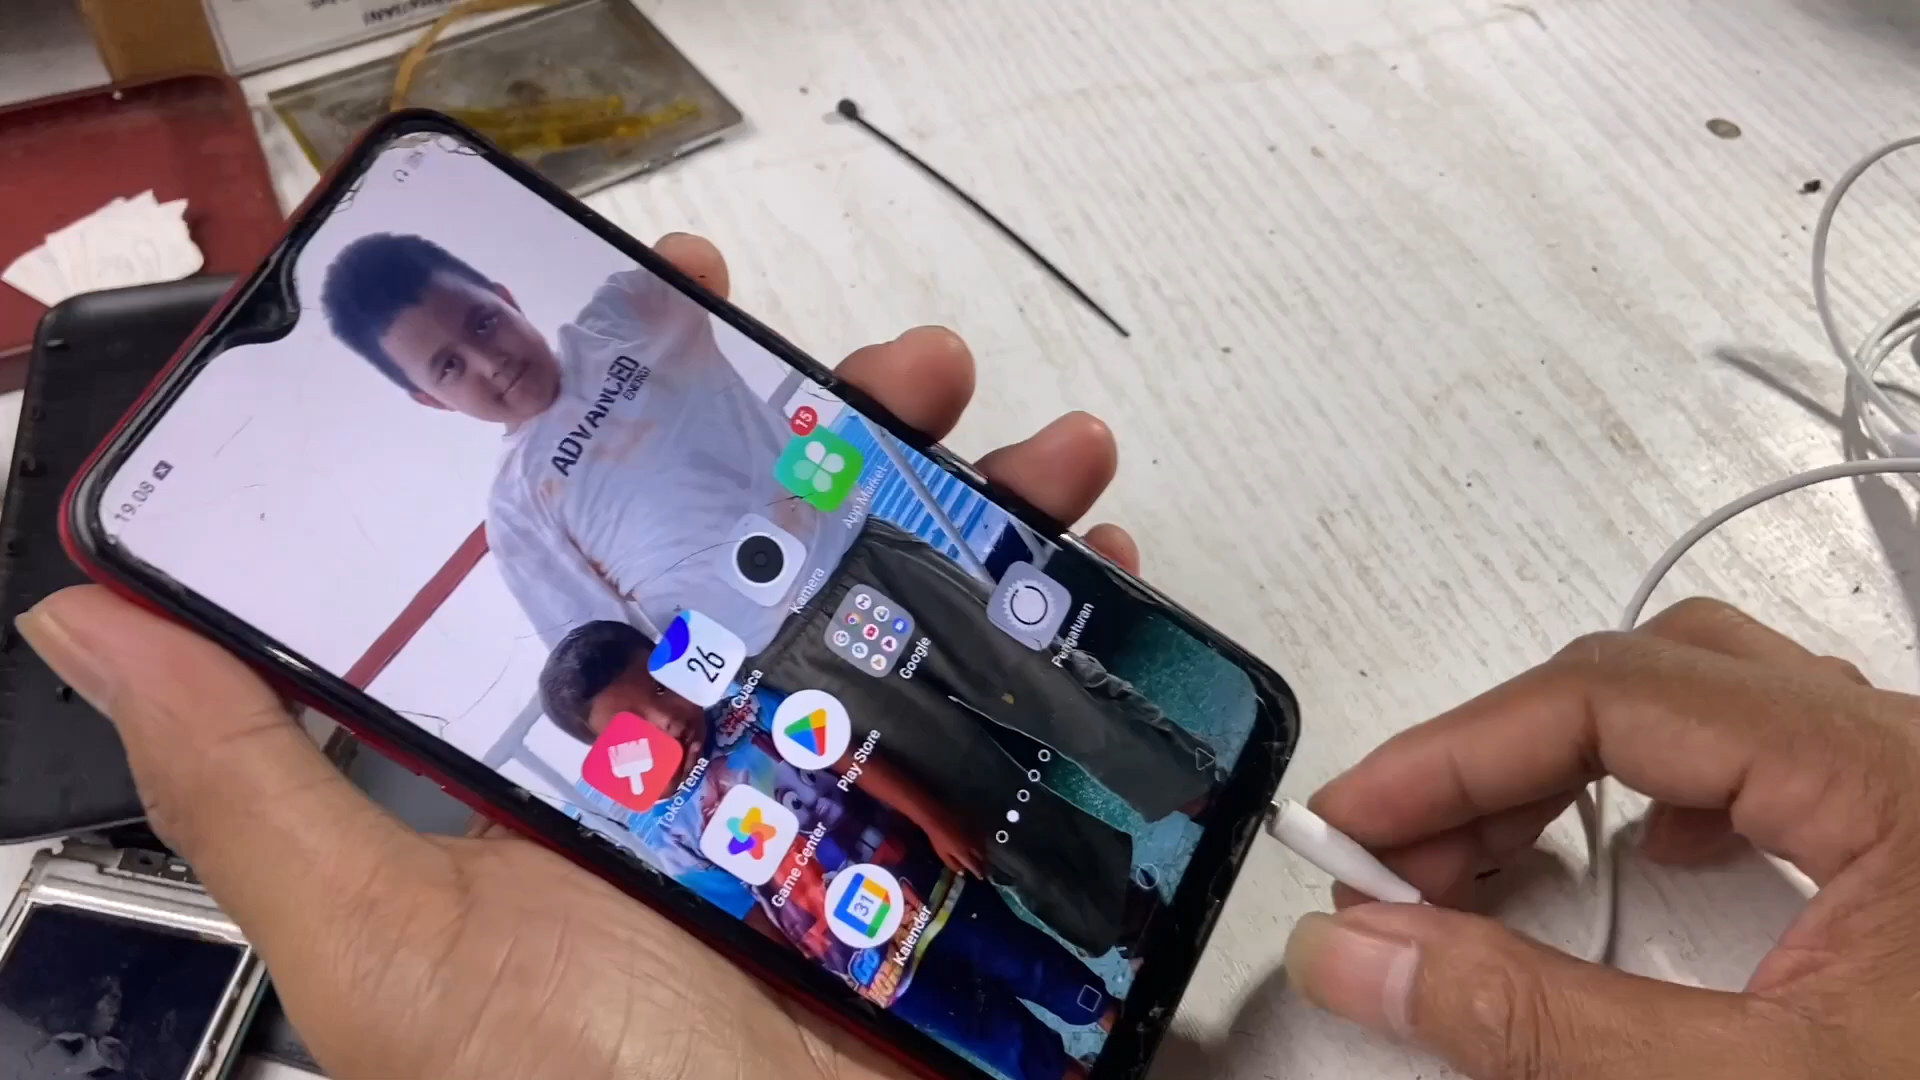 19.08
ADVANCED
ENERGY
15
App Market
Kamera
26
Cuaca
Toko Tema
Pengaturan
Google
Play Store
Game Center
31
Kalender